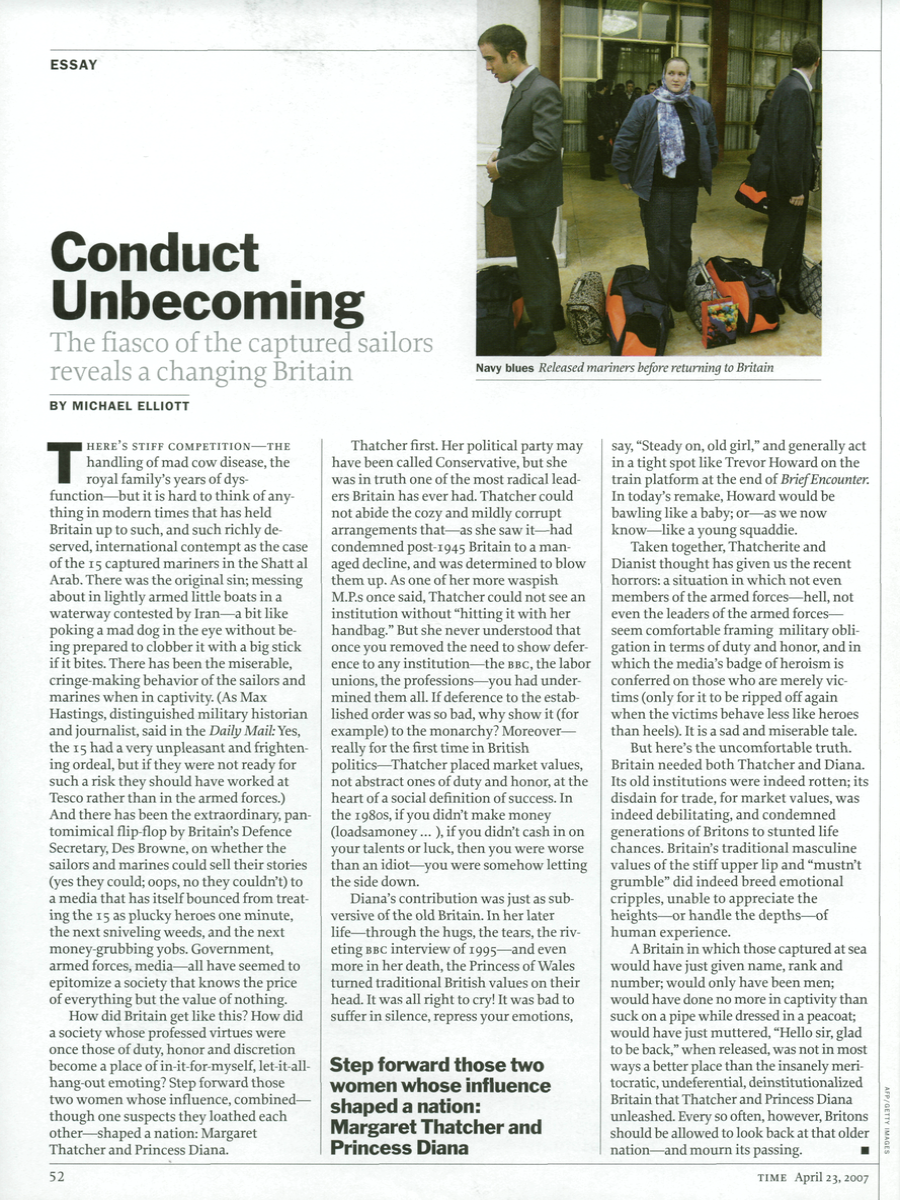 ESSAY
Conduct
Unbecoming
The fiasco of the captured sailors
reveals a changing Britain
BY MICHAEL ELLIOTT
Navy blues Released mariners before returning to Britain
THERE'S STIFF COMPETITION—THE
handling of mad cow disease, the
royal family's years of dys-
function—but it is hard to think of any-
thing in modern times that has held
Britain up to such, and such richly de-
served, international contempt as the case
of the 15 captured mariners in the Shatt al
Arab. There was the original sin; messing
about in lightly armed little boats in a
waterway contested by Iran—a bit like
poking a mad dog in the eye without be-
ing prepared to clobber it with a big stick
if it bites. There has been the miserable,
cringe-making behavior of the sailors and
marines when in captivity. (As Max
Hastings, distinguished military historian
and journalist, said in the Daily Mail: Yes,
the 15 had a very unpleasant and frighten-
ing ordeal, but if they were not ready for
such a risk they should have worked at
Tesco rather than in the armed forces.)
And there has been the extraordinary, pan-
tomimical flip-flop by Britain's Defence
Secretary, Des Browne, on whether the
sailors and marines could sell their stories
(yes they could; oops, no they couldn't) to
a media that has itself bounced from treat-
ing the 15 as plucky heroes one minute,
the next sniveling weeds, and the next
money-grubbing yobs. Government,
armed forces, media—all have seemed to
epitomize a society that knows the price
of everything but the value of nothing.
How did Britain get like this? How did
a society whose professed virtues were
once those of duty, honor and discretion
become a place of in-it-for-myself, let-it-all-
hang-out emoting? Step forward those
two women whose influence, combined—
though one suspects they loathed each
other—shaped a nation: Margaret
Thatcher and Princess Diana.
Thatcher first. Her political party may
have been called Conservative, but she
was in truth one of the most radical lead-
ers Britain has ever had. Thatcher could
not abide the cozy and mildly corrupt
arrangements that—as she saw it—had
condemned post-1945 Britain to a man-
aged decline, and was determined to blow
them up. As one of her more waspish
M.P.s once said, Thatcher could not see an
institution without "hitting it with her
handbag." But she never understood that
once you removed the need to show defer-
ence to any institution—the BBC, the labor
unions, the professions—you had under-
mined them all. If deference to the estab-
lished order was so bad, why show it (for
example) to the monarchy? Moreover—
really for the first time in British
politics—Thatcher placed market values,
not abstract ones of duty and honor, at the
heart of a social definition of success. In
the 1980s, if you didn't make money
(loadsamoney ... ), if you didn't cash in on
your talents or luck, then you were worse
than an idiot—you were somehow letting
the side down.
Diana's contribution was just as sub-
versive of the old Britain. In her later
life—through the hugs, the tears, the riv-
eting BBC interview of 1995—and even
more in her death, the Princess of Wales
turned traditional British values on their
head. It was all right to cry! It was bad to
suffer in silence, repress your emotions,
Step forward those two
women whose influence
shaped a nation:
Margaret Thatcher and
Princess Diana
say, "Steady on, old girl," and generally act
in a tight spot like Trevor Howard on the
train platform at the end of Brief Encounter.
In today's remake, Howard would be
bawling like a baby; or—as we now
know—like a young squaddie.
Taken together, Thatcherite and
Dianist thought has given us the recent
horrors: a situation in which not even
members of the armed forces—hell, not
even the leaders of the armed forces—
seem comfortable framing military obli-
gation in terms of duty and honor, and in
which the media's badge of heroism is
conferred on those who are merely vic-
tims (only for it to be ripped off again
when the victims behave less like heroes
than heels). It is a sad and miserable tale.
But here's the uncomfortable truth.
Britain needed both Thatcher and Diana.
Its old institutions were indeed rotten; its
disdain for trade, for market values, was
indeed debilitating, and condemned
generations of Britons to stunted life
chances. Britain's traditional masculine
values of the stiff upper lip and "mustn't
grumble" did indeed breed emotional
cripples, unable to appreciate the
heights—or handle the depths—of
human experience.
A Britain in which those captured at sea
would have just given name, rank and
number; would only have been men;
would have done no more in captivity than
suck on a pipe while dressed in a peacoat;
would have just muttered, "Hello sir, glad
to be back," when released, was not in most
ways a better place than the insanely meri-
tocratic, undeferential, deinstitutionalized
Britain that Thatcher and Princess Diana
unleashed. Every so often, however, Britons
should be allowed to look back at that older
nation—and mourn its passing.
AFP/GETTY IMAGES
52
TIME April 23, 2007